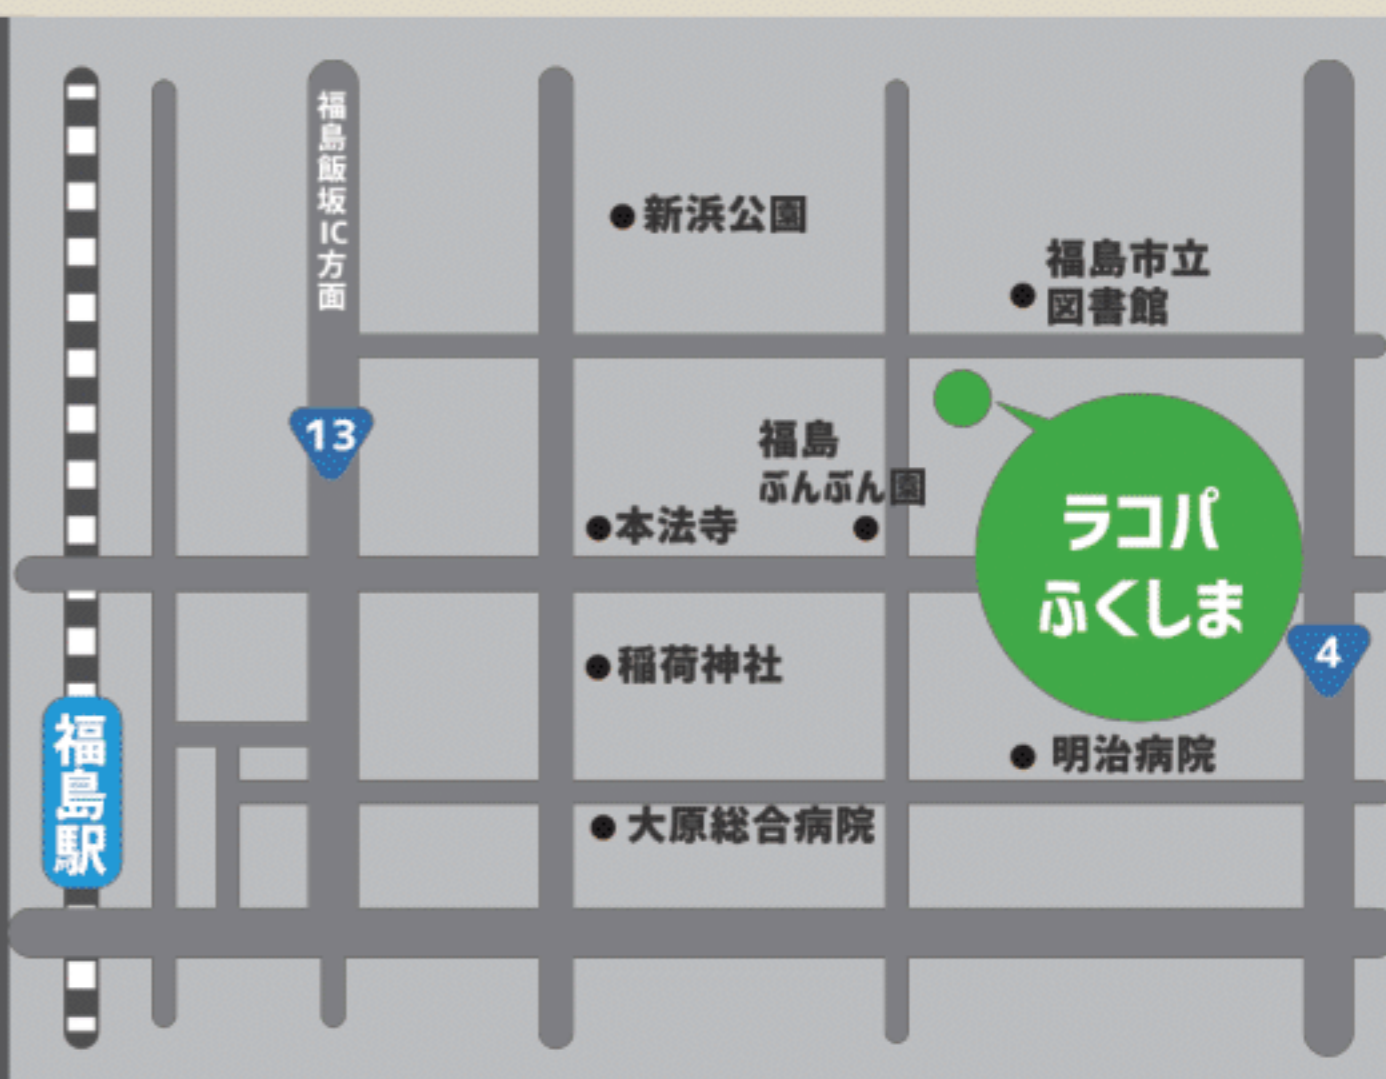 福島飯坂IC方面
新浜公園
福島市立
図書館
13
福島
ぶんぶん園
本法寺
ラコパ
ふくしま
稲荷神社
4
福島駅
明治病院
大原総合病院